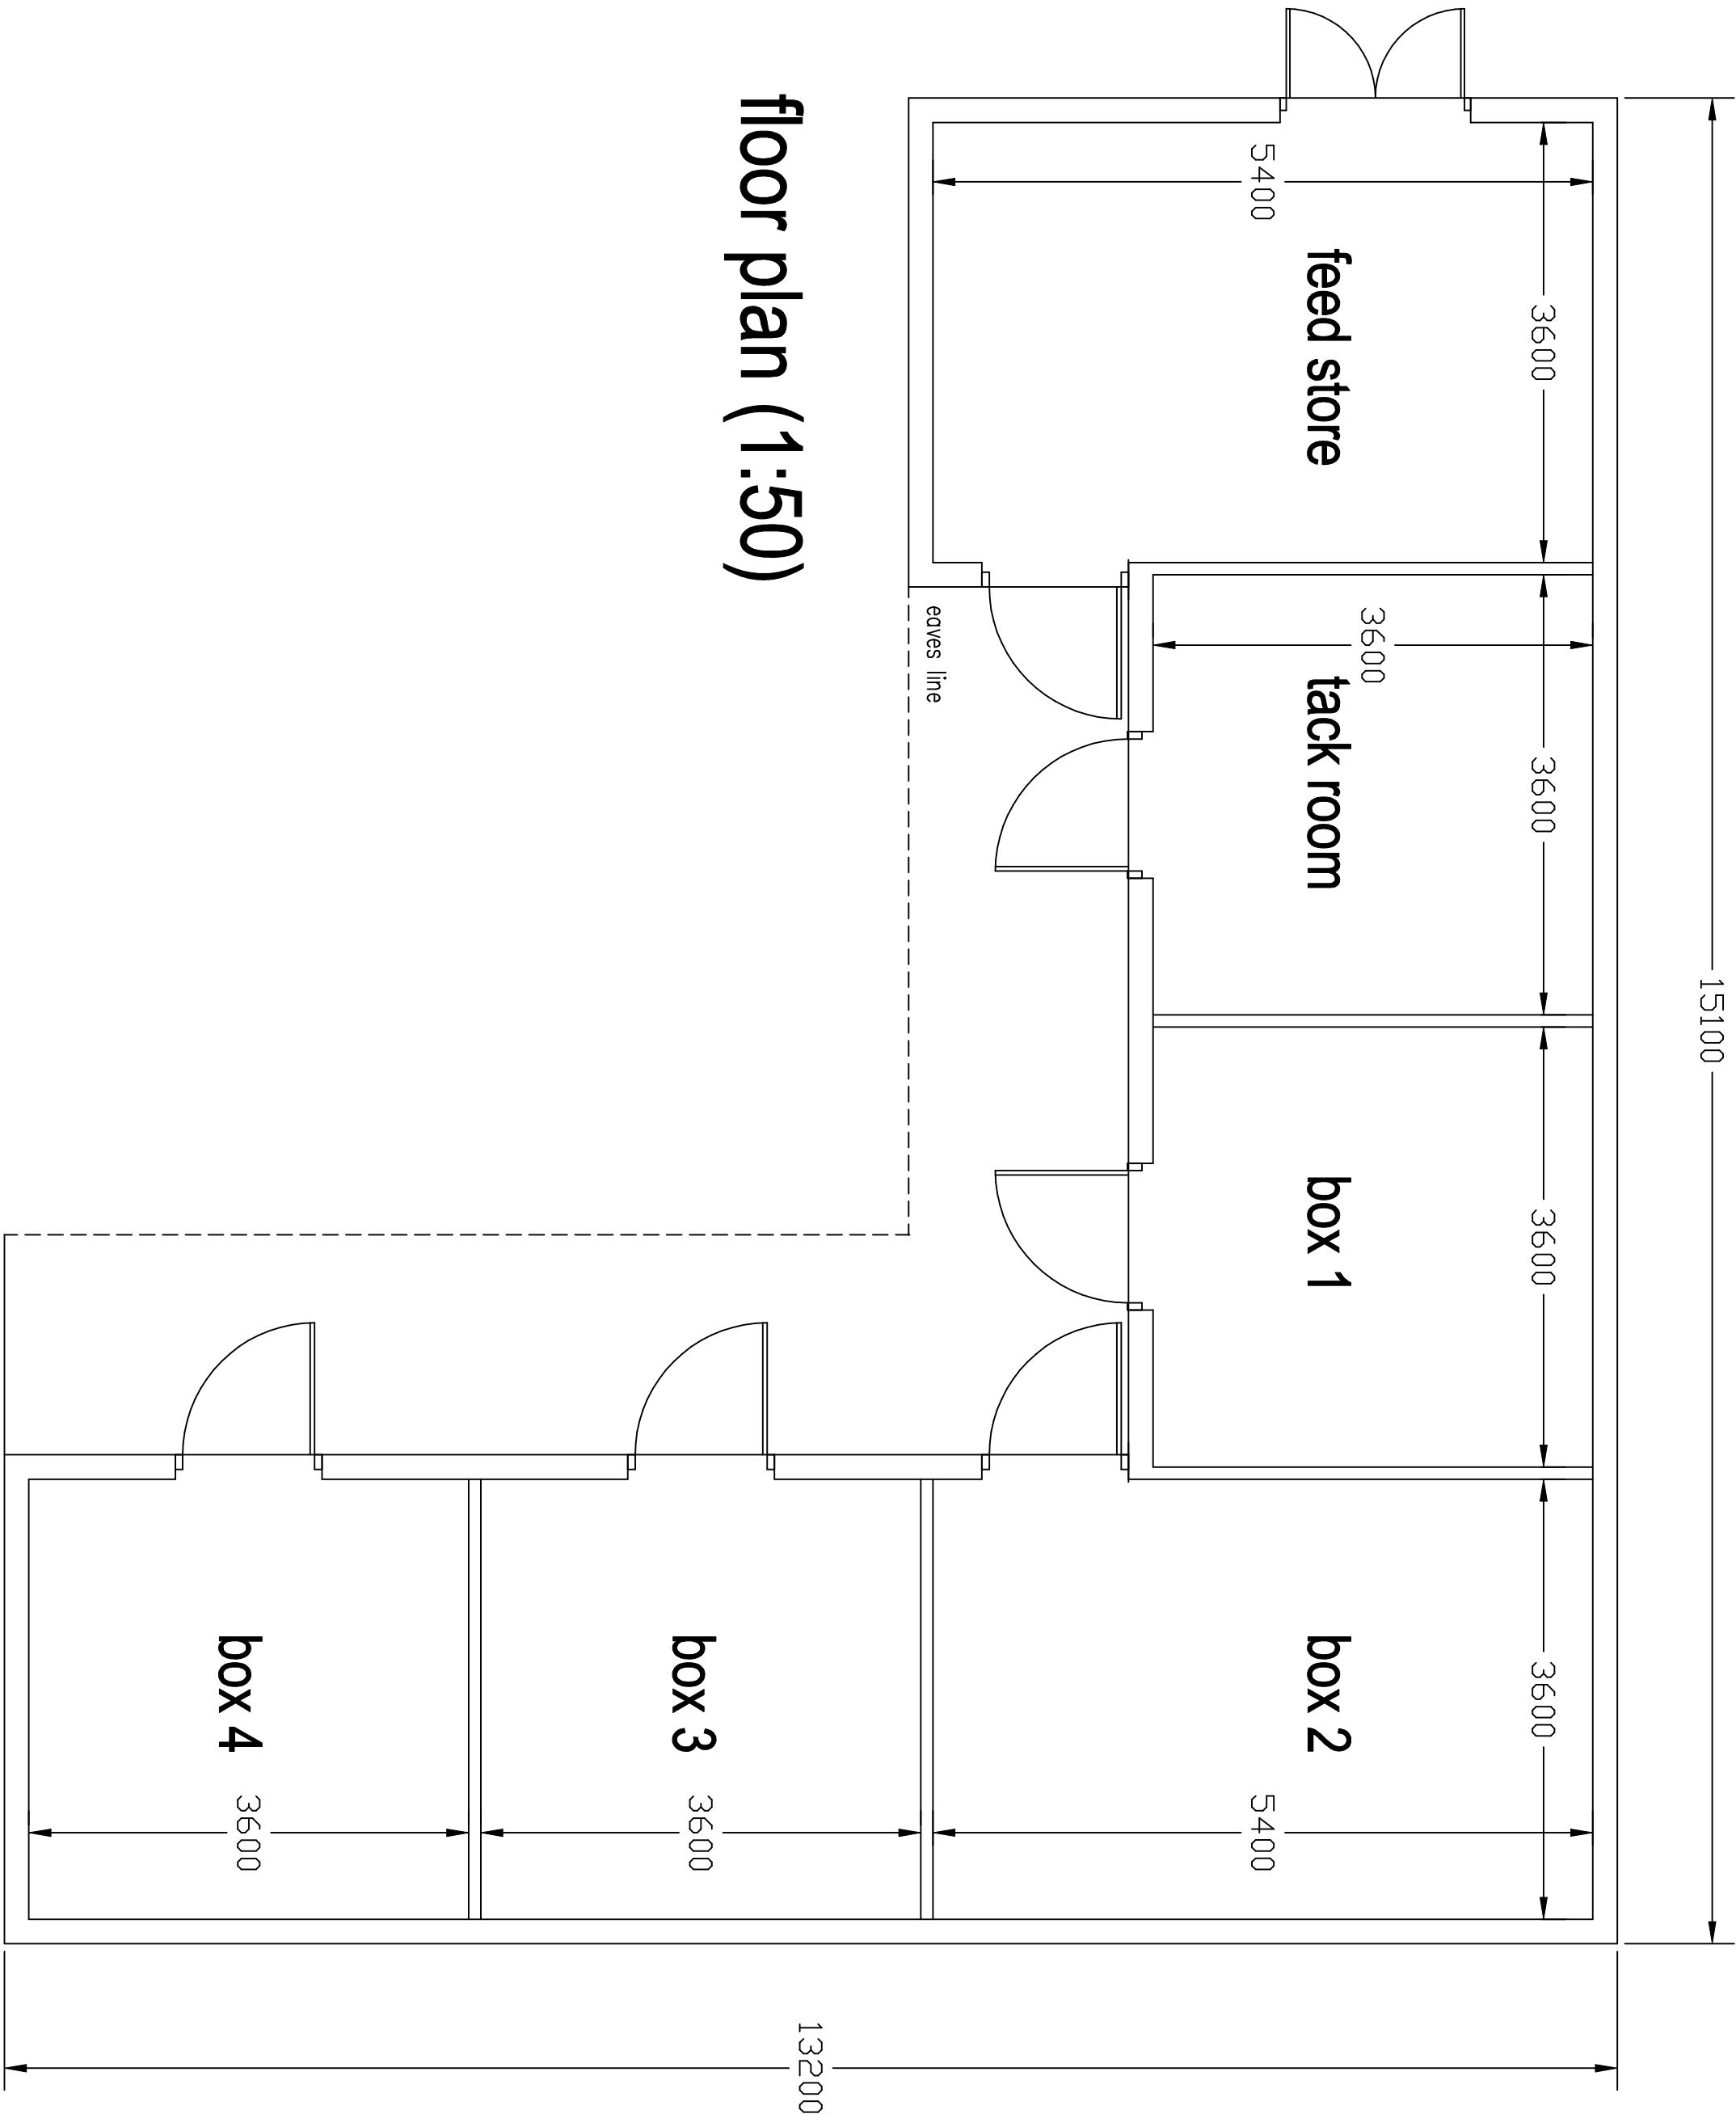 15100
3600
3600
3600
3600
feed store
tack room
box 1
box 2
3600
5400
5400
eaves line
floor plan (1:50)
box 3
3600
13200
box 4
3600